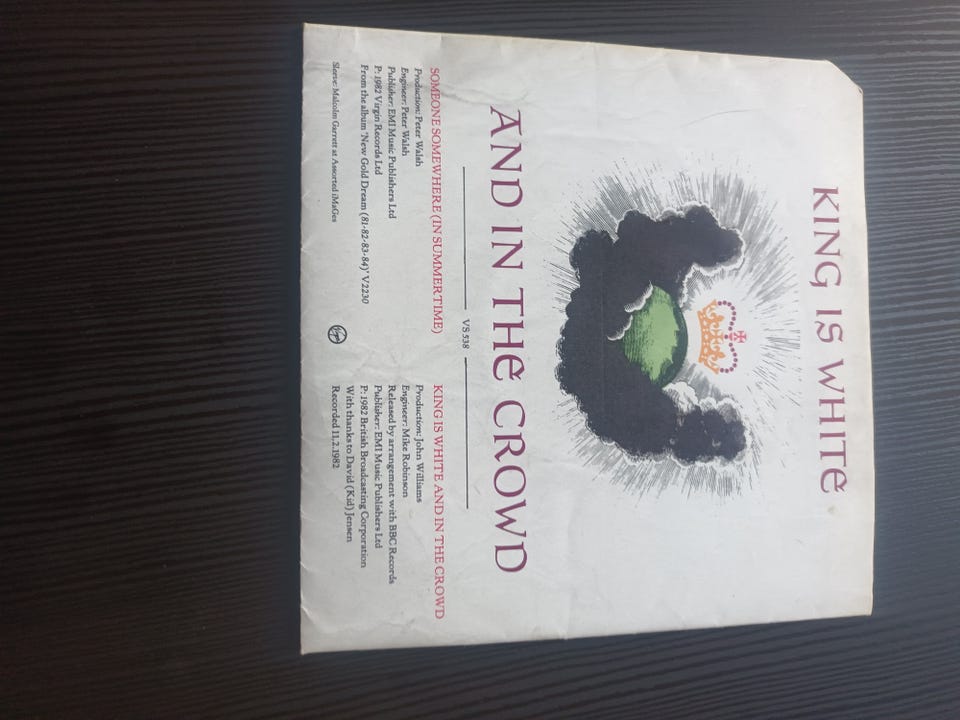 KING IS WHITE
AND IN THE CROWD
VS 538
SOMEONE SOMEWHERE (IN SUMMERTIME)
Production: Peter Walsh
Engineer: Peter Walsh
Publisher: EMI Music Publishers Ltd
P: 1982 Virgin Records Ltd
From the album 'New Gold Dream (81-82-83-84)' V2230
KING IS WHITE AND IN THE CROWD
Production: John Williams
Engineer: Mike Robinson
Released by arrangement with BBC Records
Publisher: EMI Music Publishers Ltd
P: 1982 British Broadcasting Corporation
With thanks to David (Kid) Jensen
Recorded 11.2.1982
Sleeve: Malcolm Garrett at Assorted iMaGes
Virgin